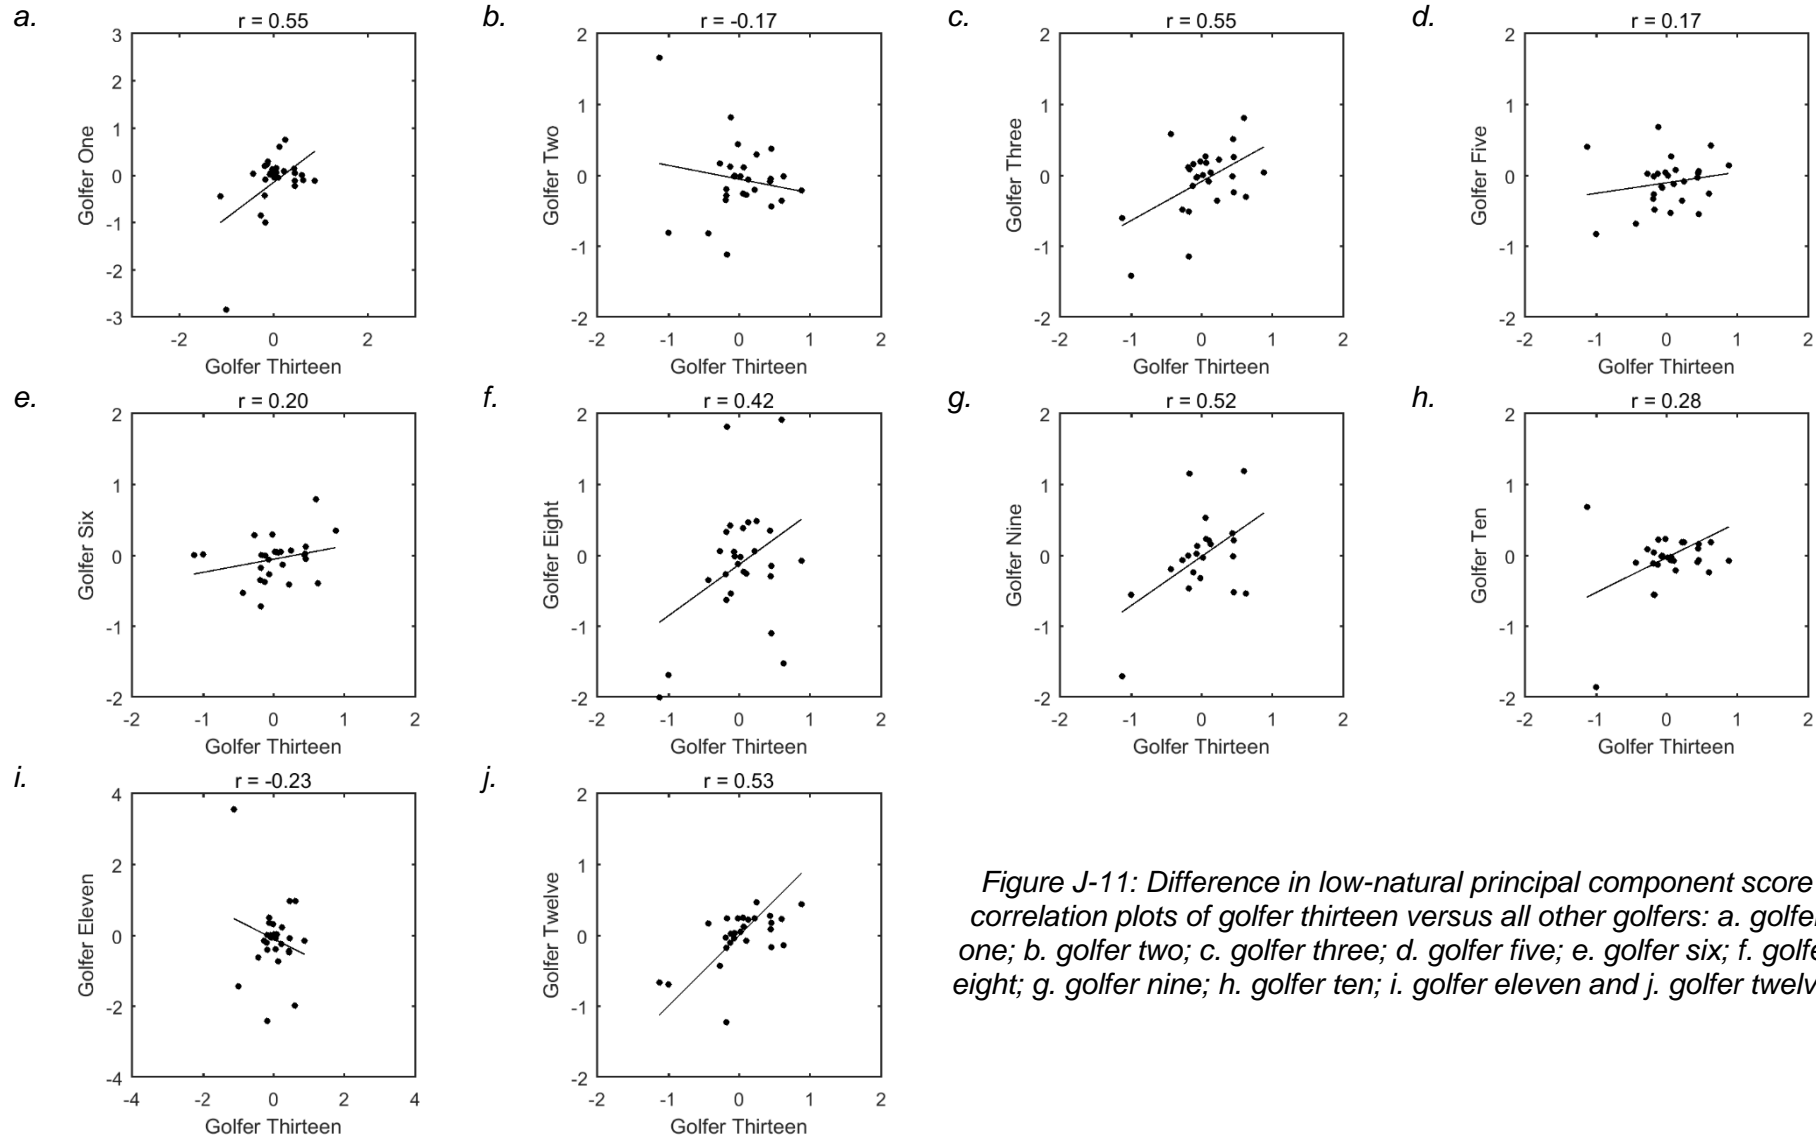 a.
r = 0.55
3
2
1
0
-1
-2
-3
-2
0
2
Golfer One
Golfer Thirteen
b.
r = -0.17
2
1
0
-1
-2
-2
-1
0
1
2
Golfer Two
Golfer Thirteen
c.
r = 0.55
2
1
0
-1
-2
-2
-1
0
1
2
Golfer Three
Golfer Thirteen
d.
r = 0.17
2
1
0
-1
-2
-2
-1
0
1
2
Golfer Five
Golfer Thirteen
e.
r = 0.20
2
1
0
-1
-2
-2
-1
0
1
2
Golfer Six
Golfer Thirteen
f.
r = 0.42
2
1
0
-1
-2
-2
-1
0
1
2
Golfer Eight
Golfer Thirteen
g.
r = 0.52
2
1
0
-1
-2
-2
-1
0
1
2
Golfer Nine
Golfer Thirteen
h.
r = 0.28
2
1
0
-1
-2
-2
-1
0
1
2
Golfer Ten
Golfer Thirteen
i.
r = -0.23
4
2
0
-2
-4
-4
-2
0
2
4
Golfer Eleven
Golfer Thirteen
j.
r = 0.53
2
1
0
-1
-2
-2
-1
0
1
2
Golfer Twelve
Golfer Thirteen
Figure J-11: Difference in low-natural principal component score
correlation plots of golfer thirteen versus all other golfers: a. golfer
one; b. golfer two; c. golfer three; d. golfer five; e. golfer six; f. golfe
eight; g. golfer nine; h. golfer ten; i. golfer eleven and j. golfer twelv